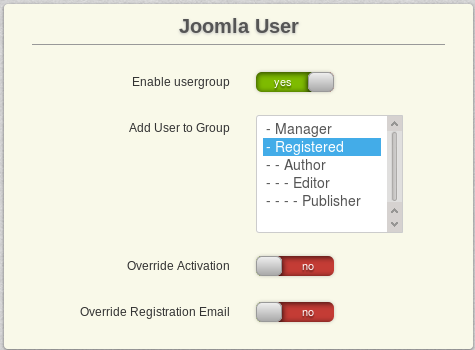 Joomla User
Enable usergroup yes
Add User to Group
- Manager
- Registered
- - Author
- - - Editor
- - - - Publisher
Override Activation no
Override Registration Email no